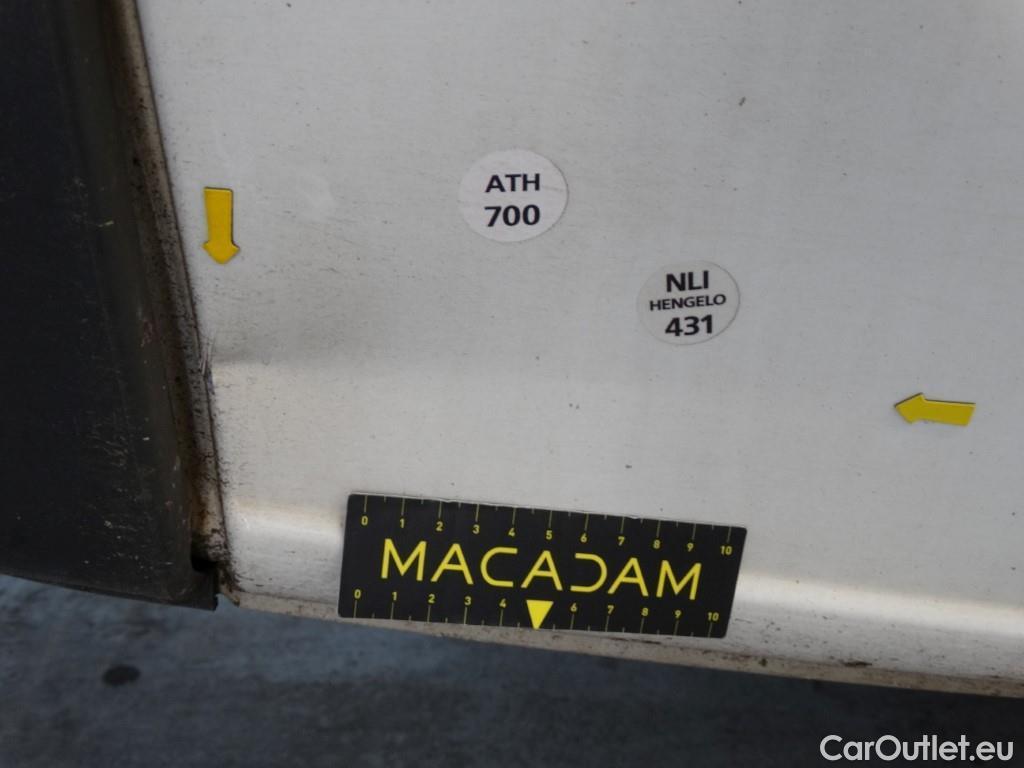 ATH
700
NLI
HENGELO
431
0 1 2 3 4 5 6 7 8 9 10
MACADAM
0 1 2 3 4 6 7 8 9 10
CarOutlet.eu